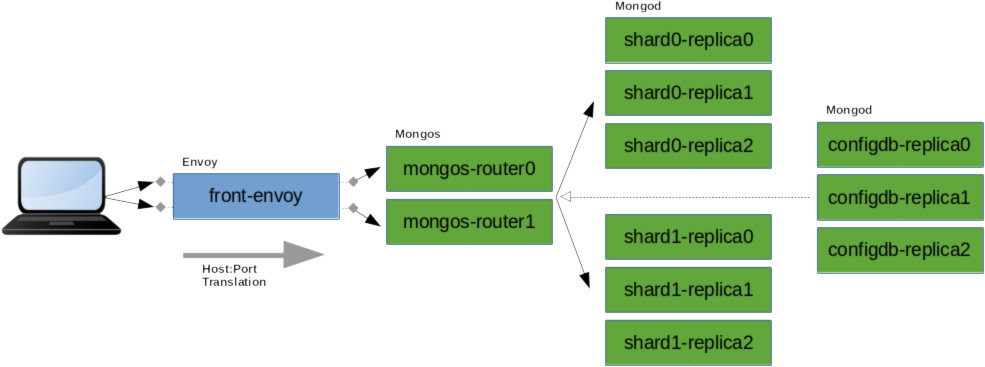 Envoy
front-envoy
Host:Port
Translation
Mongos
mongos-router0
mongos-router1
Mongod
shard0-replica0
shard0-replica1
shard0-replica2
shard1-replica0
shard1-replica1
shard1-replica2
Mongod
configdb-replica0
configdb-replica1
configdb-replica2